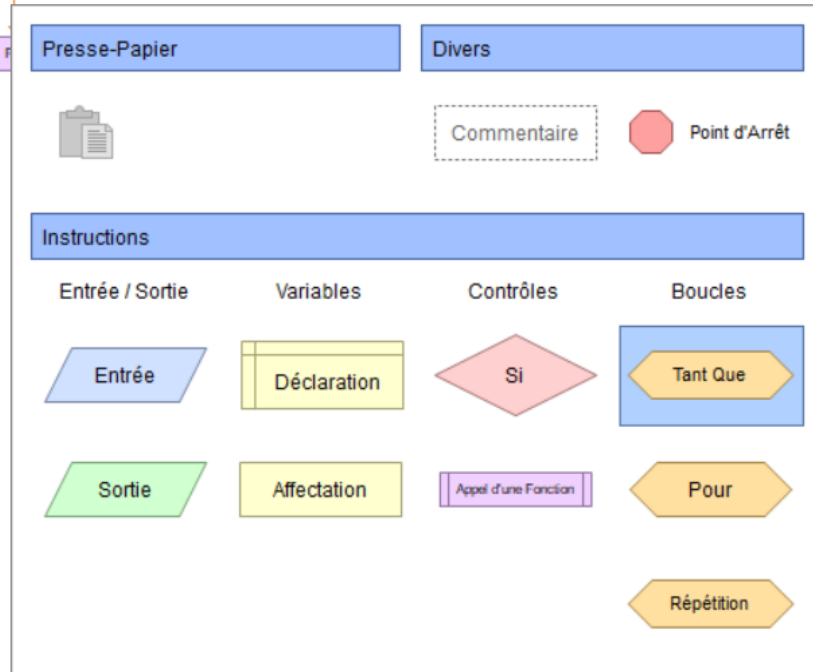 Presse-Papier
Divers
Commentaire
Point d'Arrêt
Instructions
Entrée / Sortie
Variables
Contrôles
Boucles
Entrée
Déclaration
Si
Tant Que
Sortie
Affectation
Appel d'une Fonction
Pour
Répétition